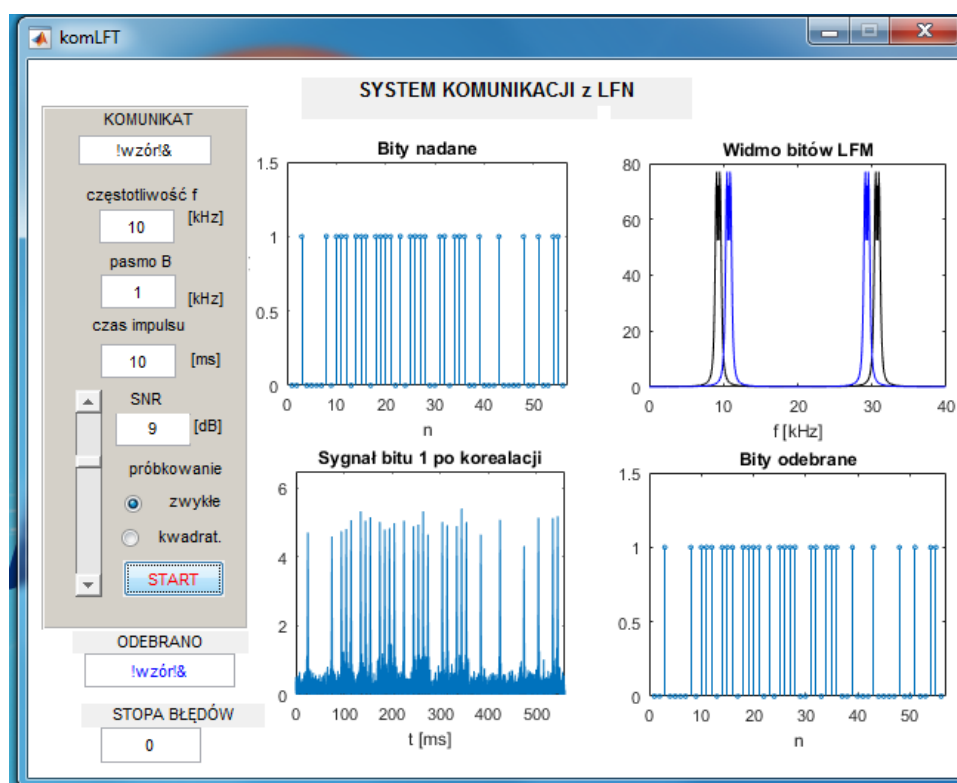 komLFT
SYSTEM KOMUNIKACJI z LFN
KOMUNIKAT
!wzór!&
częstotliwość f
10 [kHz]
pasmo B
1 [kHz]
czas impulsu
10 [ms]
SNR
9 [dB]
próbkowanie
zwykłe
kwadrat.
START
ODEBRANO
!wzór!&
STOPA BŁĘDÓW
0
Bity nadane
1.5
1
0.5
0
0 10 20 30 40 50
n
Widmo bitów LFM
80
60
40
20
0
0 10 20 30 40
f [kHz]
Sygnał bitu 1 po korealacji
6
4
2
0
0 100 200 300 400 500
t [ms]
Bity odebrane
1.5
1
0.5
0
0 10 20 30 40 50
n